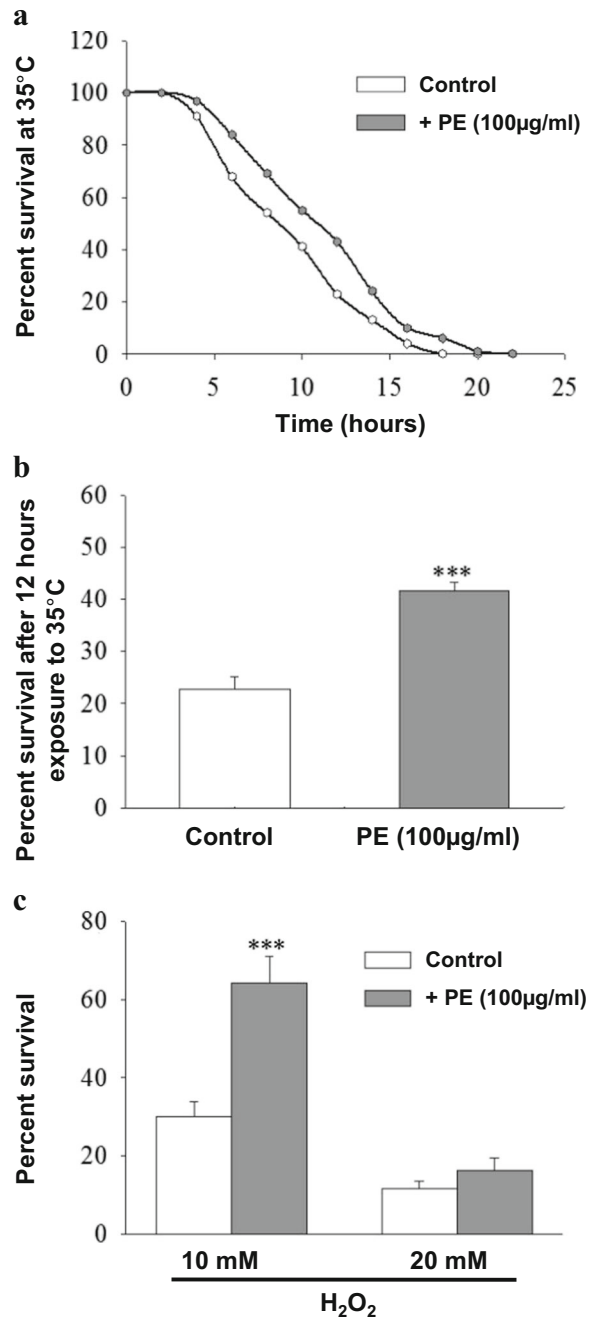 a
Percent survival at 35°C
120
100
80
60
40
20
0
0 5 10 15 20 25
Time (hours)
Control
+ PE (100µg/ml)
b
Percent survival after 12 hours
exposure to 35°C
60
50
40
30
20
10
0
***
Control PE (100µg/ml)
c
Percent survival
80
60
40
20
0
***
Control
+ PE (100µg/ml)
10 mM 20 mM
H₂O₂